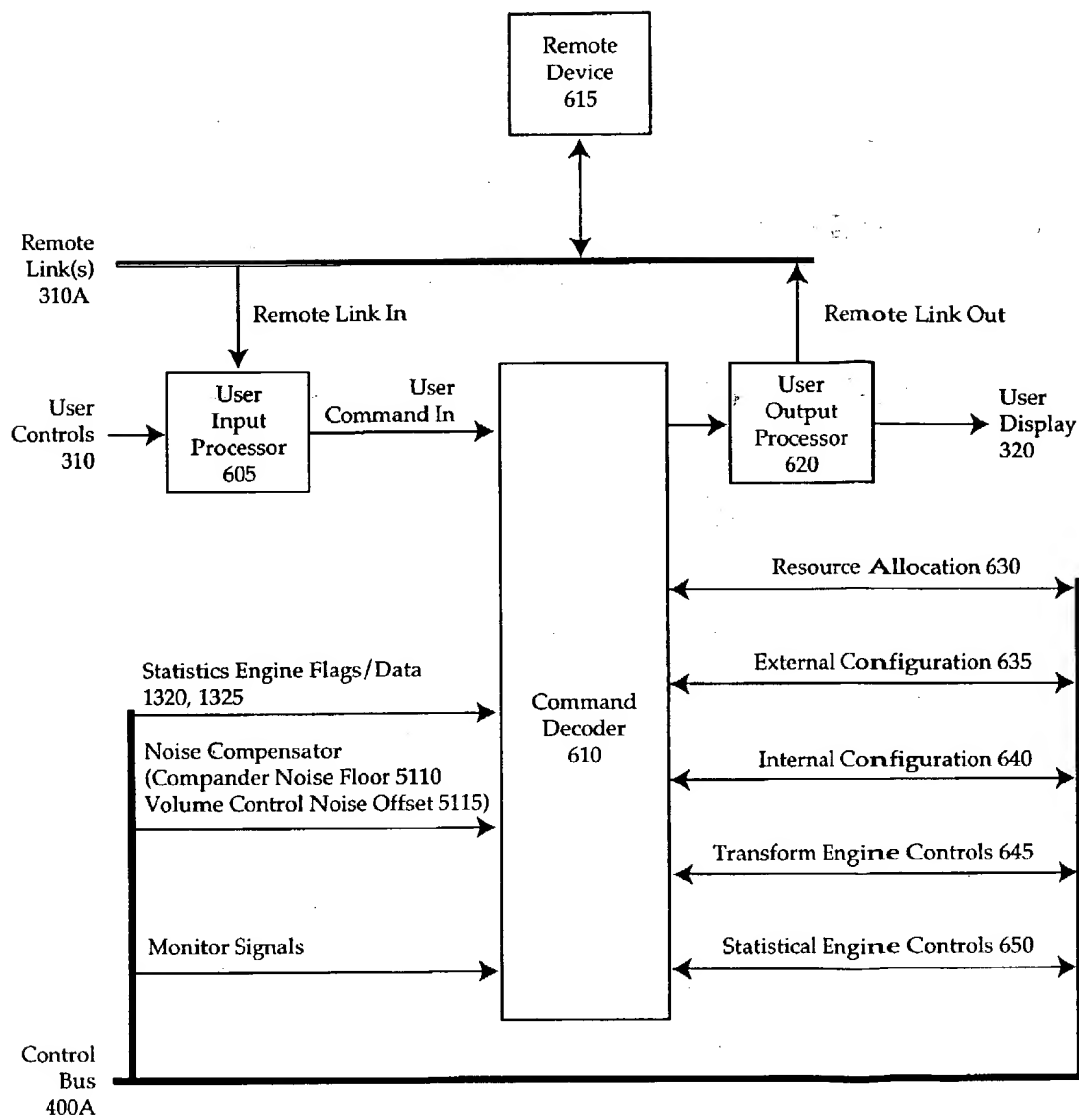 Remote
Device
615
Remote
Link(s)
310A
Remote Link In
Remote Link Out
User
Controls
310
User
Input
Processor
605
User
Command In
User
Output
Processor
620
User
Display
320
Resource Allocation 630
Statistics Engine Flags/Data
1320, 1325
External Configuration 635
Command
Decoder
610
Noise Compensator
(Compander Noise Floor 5110
Volume Control Noise Offset 5115)
Internal Configuration 640
Transform Engine Controls 645
Monitor Signals
Statistical Engine Controls 650
Control
Bus
400A